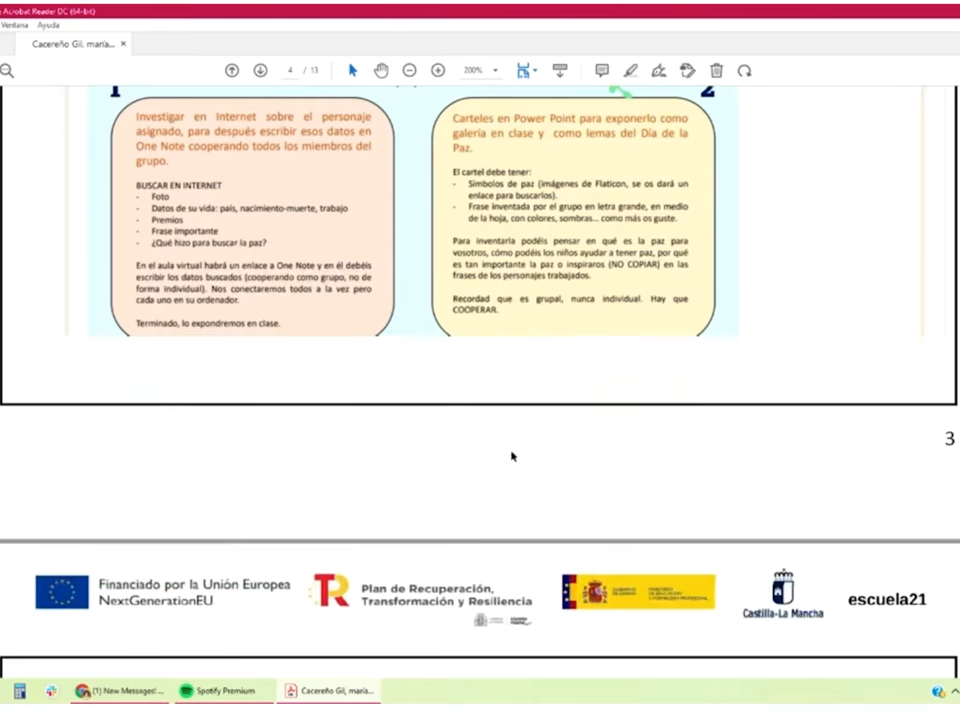 Acrobat Reader DC (64-bit)
Ventana Ayuda
Cacereño Gil, maría... ×
4 / 13
200%
1
2
Investigar en Internet sobre el personaje
asignado, para después escribir esos datos en
One Note cooperando todos los miembros del
grupo.
BUSCAR EN INTERNET
- Foto
- Datos de su vida: país, nacimiento-muerte, trabajo
- Premios
- Frase importante
- ¿Qué hizo para buscar la paz?
En el aula virtual habrá un enlace a One Note y en él debéis
escribir los datos buscados (cooperando como grupo, no de
forma individual). Nos conectaremos todos a la vez pero
cada uno en su ordenador.
Terminado, lo expondremos en clase.
Carteles en Power Point para exponerlo como
galería en clase y como lemas del Día de la
Paz.
El cartel debe tener:
- Símbolos de paz (imágenes de Flaticon, se os dará un
enlace para buscarlos).
- Frase inventada por el grupo en letra grande, en medio
de la hoja, con colores, sombras... como más os guste.
Para inventarla podéis pensar en qué es la paz para
vosotros, cómo podéis los niños ayudar a tener paz, por qué
es tan importante la paz o inspiraros (NO COPIAR) en las
frases de los personajes trabajados.
Recordad que es grupal, nunca individual. Hay que
COOPERAR.
3
Financiado por la Unión Europea
NextGenerationEU
Plan de Recuperación,
Transformación y Resiliencia
Castilla-La Mancha
escuela21
(1) New Messages! ...
Spotify Premium
Cacereño Gil, maría...